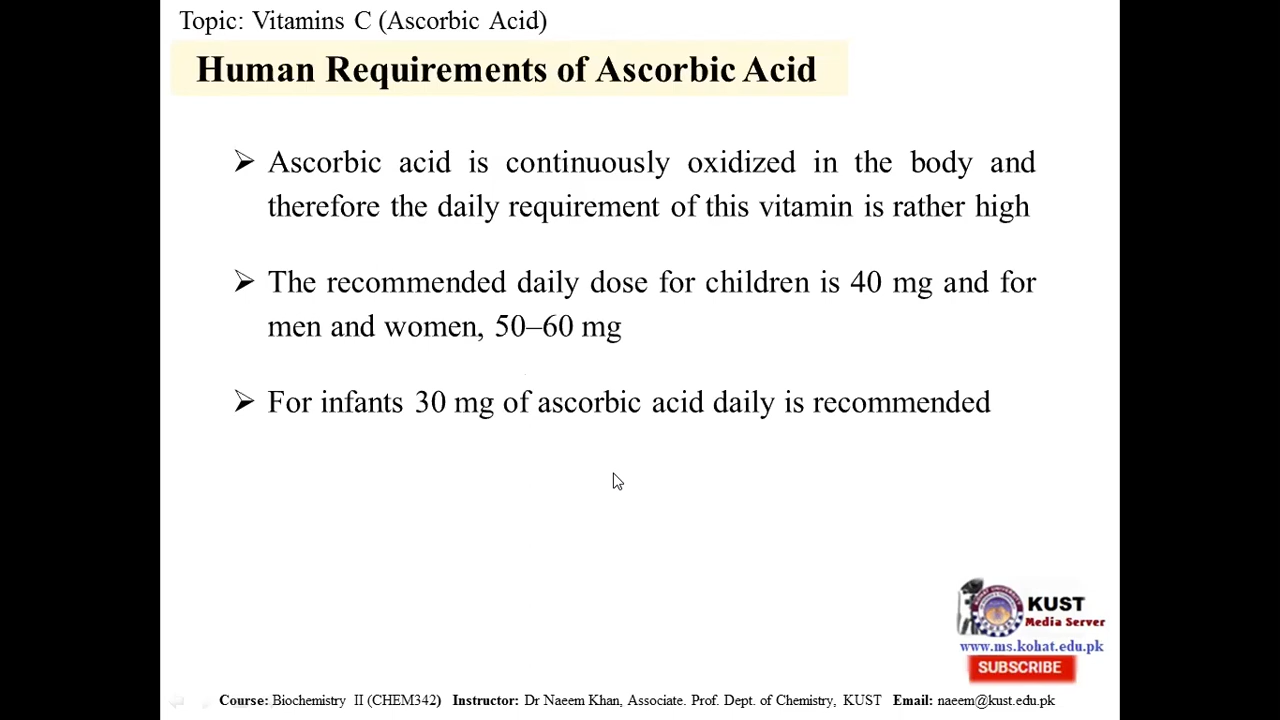 Topic: Vitamins C (Ascorbic Acid)
Human Requirements of Ascorbic Acid
➢ Ascorbic acid is continuously oxidized in the body and
therefore the daily requirement of this vitamin is rather high
➢ The recommended daily dose for children is 40 mg and for
men and women, 50–60 mg
➢ For infants 30 mg of ascorbic acid daily is recommended
KUST
Media Server
www.ms.kohat.edu.pk
SUBSCRIBE
Course: Biochemistry II (CHEM342) Instructor: Dr Naeem Khan, Associate. Prof. Dept. of Chemistry, KUST Email: naeem@kust.edu.pk